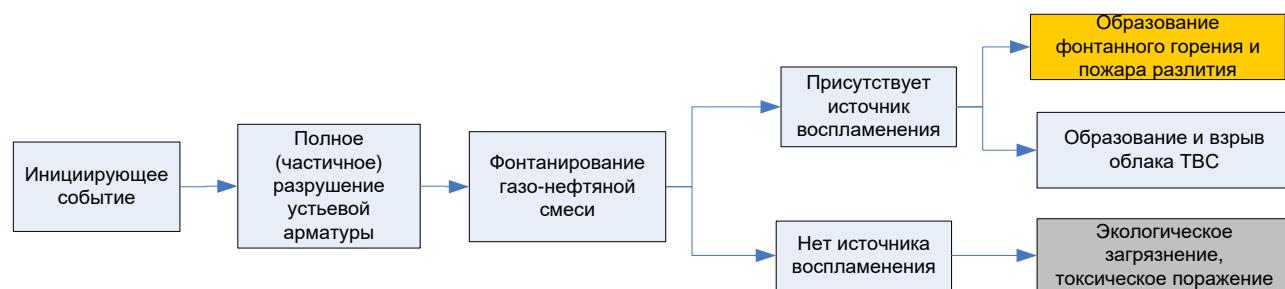 Инициирующее
событие
Полное
(частичное)
разрушение
устьевой
арматуры
Фонтанирование
газо-нефтяной
смеси
Присутствует
источник
воспламенения
Образование
фонтанного горения и
пожара разлития
Образование и взрыв
облака ТВС
Нет источника
воспламенения
Экологическое
загрязнение,
токсическое поражение